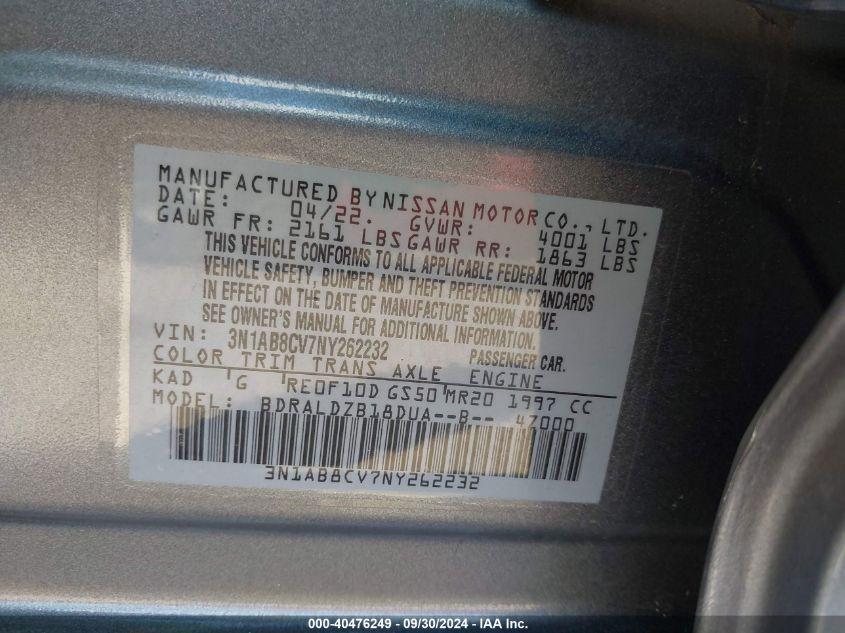 MANUFACTURED BY NISSAN MOTOR CO., LTD.
DATE: 04/22. GVWR: 4001 LBS
GAWR FR: 2161 LBS GAWR RR: 1863 LBS
THIS VEHICLE CONFORMS TO ALL APPLICABLE FEDERAL MOTOR
VEHICLE SAFETY, BUMPER AND THEFT PREVENTION STANDARDS
IN EFFECT ON THE DATE OF MANUFACTURE SHOWN ABOVE.
SEE OWNER'S MANUAL FOR ADDITIONAL INFORMATION.
VIN: 3N1AB8CV7NY262232 PASSENGER CAR.
COLOR TRIM TRANS AXLE ENGINE
KAD 'G 'RE0F10D GS50'MR20 1997 CC
MODEL: BDRALDZB18DUA--B-- 47000
3N1AB8CV7NY262232
000-40476249 - 09/30/2024 - IAA Inc.